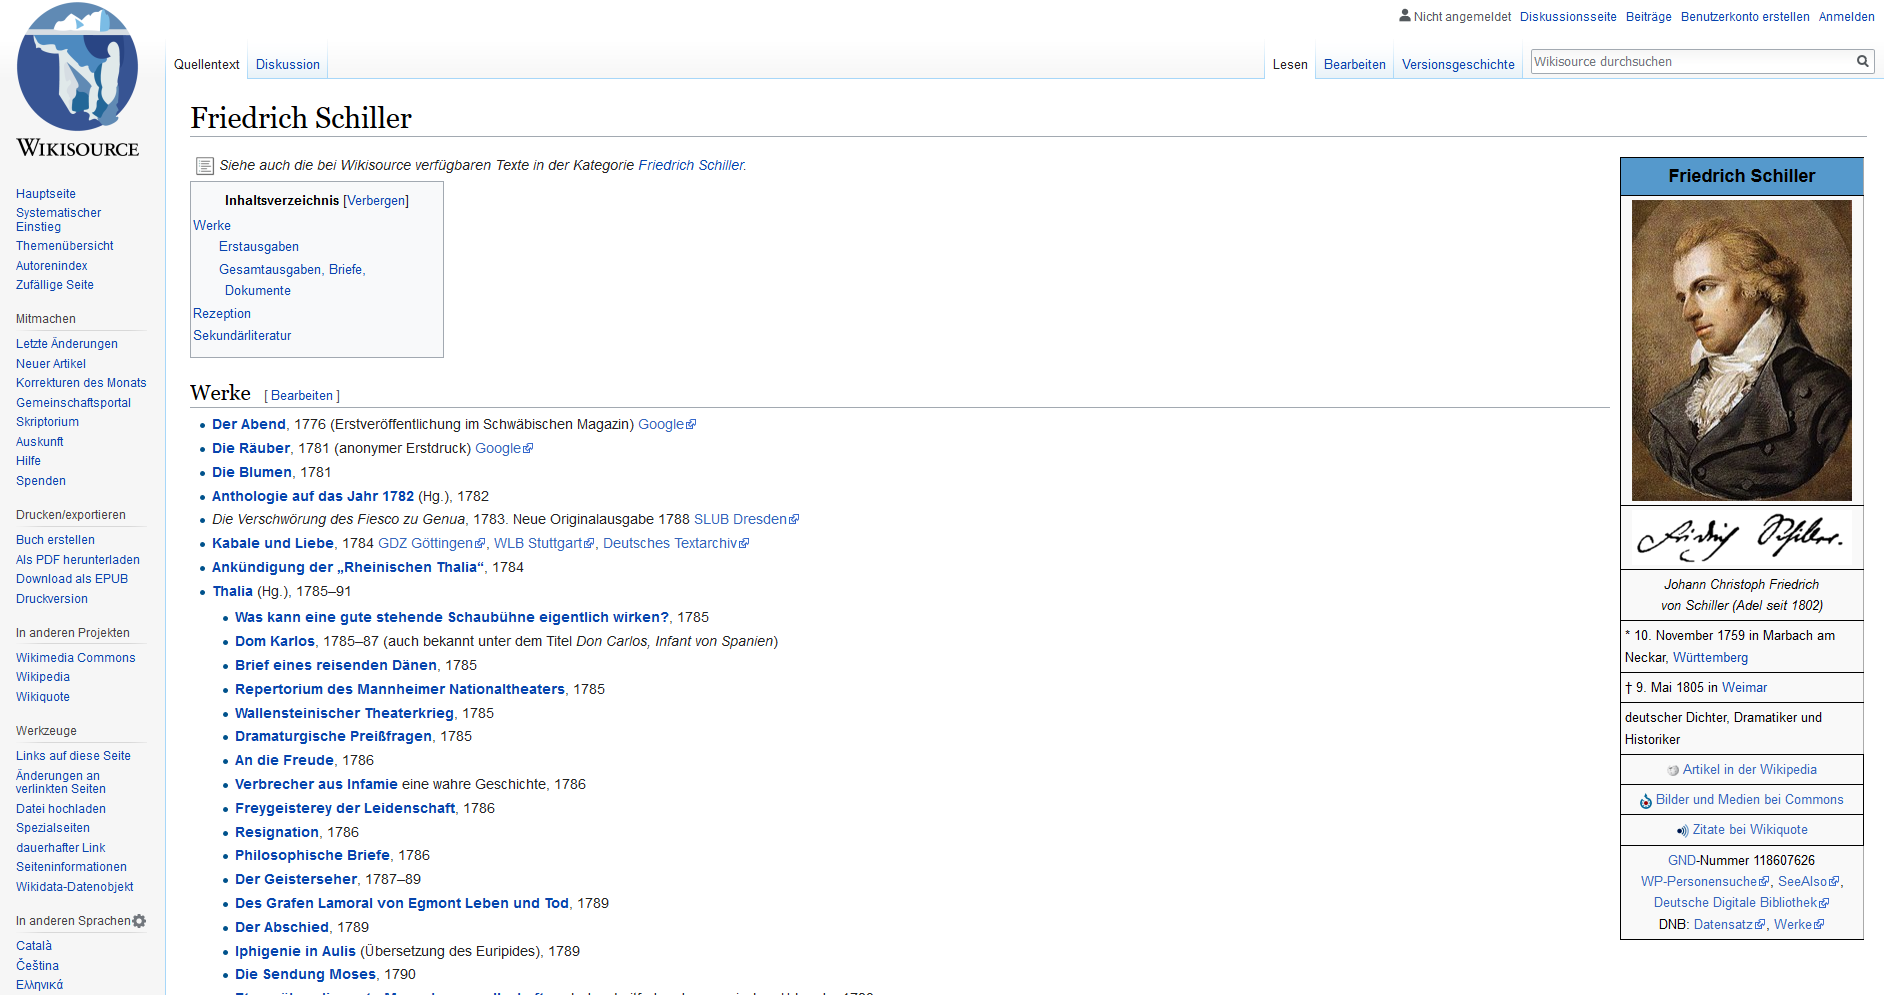 Nicht angemeldet Diskussionsseite Beiträge Benutzerkonto erstellen Anmelden
Quellentext Diskussion Lesen Bearbeiten Versionsgeschichte Wikisource durchsuchen
WIKISOURCE
Hauptseite
Systematischer
Einstieg
Themenübersicht
Autorenindex
Zufällige Seite
Mitmachen
Letzte Änderungen
Neuer Artikel
Korrekturen des Monats
Gemeinschaftsportal
Skriptorium
Auskunft
Hilfe
Spenden
Drucken/exportieren
Buch erstellen
Als PDF herunterladen
Download als EPUB
Druckversion
In anderen Projekten
Wikimedia Commons
Wikipedia
Wikiquote
Werkzeuge
Links auf diese Seite
Änderungen an
verlinkten Seiten
Datei hochladen
Spezialseiten
dauerhafter Link
Seiteninformationen
Wikidata-Datenobjekt
In anderen Sprachen
Català
Čeština
Ελληνικά
Friedrich Schiller
Siehe auch die bei Wikisource verfügbaren Texte in der Kategorie Friedrich Schiller.
Inhaltsverzeichnis [Verbergen]
Werke
Erstausgaben
Gesamtausgaben, Briefe,
Dokumente
Rezeption
Sekundärliteratur
Werke [ Bearbeiten ]
• Der Abend, 1776 (Erstveröffentlichung im Schwäbischen Magazin) Google
• Die Räuber, 1781 (anonymer Erstdruck) Google
• Die Blumen, 1781
• Anthologie auf das Jahr 1782 (Hg.), 1782
• Die Verschwörung des Fiesco zu Genua, 1783. Neue Originalausgabe 1788 SLUB Dresden
• Kabale und Liebe, 1784 GDZ Göttingen, WLB Stuttgart, Deutsches Textarchiv
• Ankündigung der „Rheinischen Thalia“, 1784
• Thalia (Hg.), 1785–91
• Was kann eine gute stehende Schaubühne eigentlich wirken?, 1785
• Dom Karlos, 1785–87 (auch bekannt unter dem Titel Don Carlos, Infant von Spanien)
• Brief eines reisenden Dänen, 1785
• Repertorium des Mannheimer Nationaltheaters, 1785
• Wallensteinischer Theaterkrieg, 1785
• Dramaturgische Preißfragen, 1785
• An die Freude, 1786
• Verbrecher aus Infamie eine wahre Geschichte, 1786
• Freygeisterey der Leidenschaft, 1786
• Resignation, 1786
• Philosophische Briefe, 1786
• Der Geisterseher, 1787–89
• Des Grafen Lamoral von Egmont Leben und Tod, 1789
• Der Abschied, 1789
• Iphigenie in Aulis (Übersetzung des Euripides), 1789
• Die Sendung Moses, 1790
Friedrich Schiller
Fridrich Schiller.
Johann Christoph Friedrich
von Schiller (Adel seit 1802)
* 10. November 1759 in Marbach am
Neckar, Württemberg
† 9. Mai 1805 in Weimar
deutscher Dichter, Dramatiker und
Historiker
Artikel in der Wikipedia
Bilder und Medien bei Commons
Zitate bei Wikiquote
GND-Nummer 118607626
WP-Personensuche, SeeAlso,
Deutsche Digitale Bibliothek
DNB: Datensatz, Werke